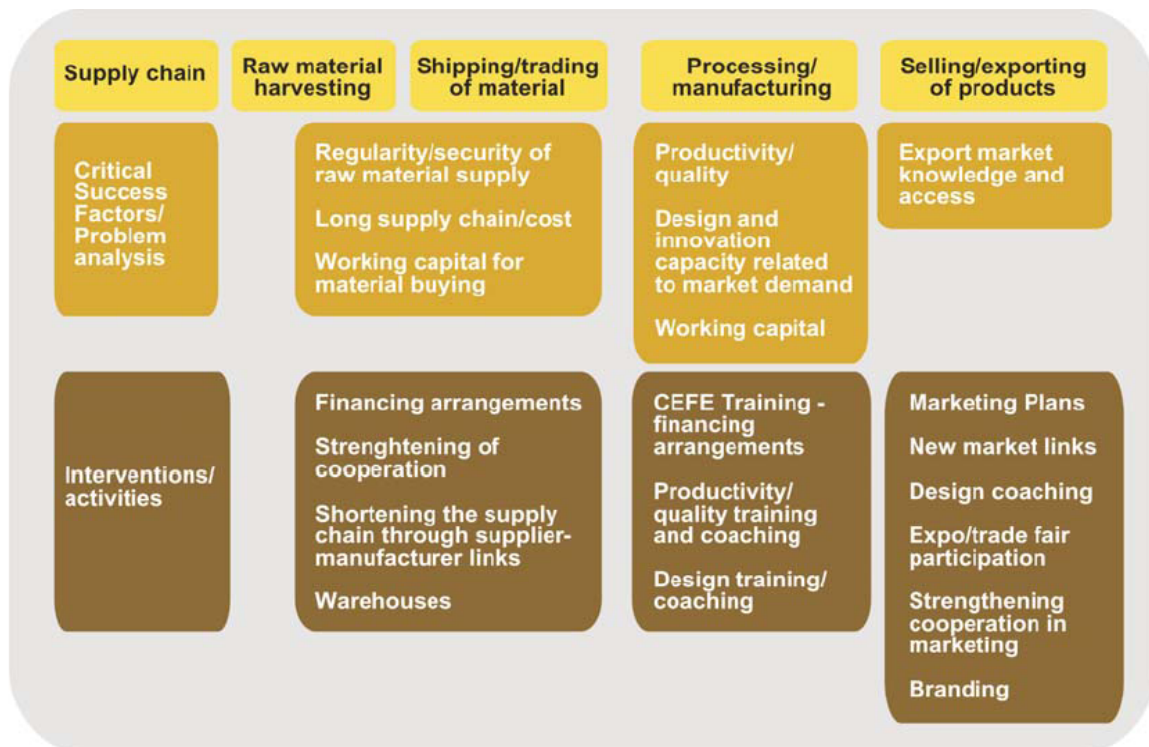 Supply chain
Raw material
harvesting
Shipping/trading
of material
Processing/
manufacturing
Selling/exporting
of products
Critical
Success
Factors/
Problem
analysis
Regularity/security of
raw material supply
Long supply chain/cost
Working capital for
material buying
Productivity/
quality
Design and
innovation
capacity related
to market demand
Working capital
Export market
knowledge and
access
Interventions/
activities
Financing arrangements
Strenghtening of
cooperation
Shortening the supply
chain through supplier-
manufacturer links
Warehouses
CEFE Training -
financing
arrangements
Productivity/
quality training
and coaching
Design training/
coaching
Marketing Plans
New market links
Design coaching
Expo/trade fair
participation
Strengthening
cooperation in
marketing
Branding